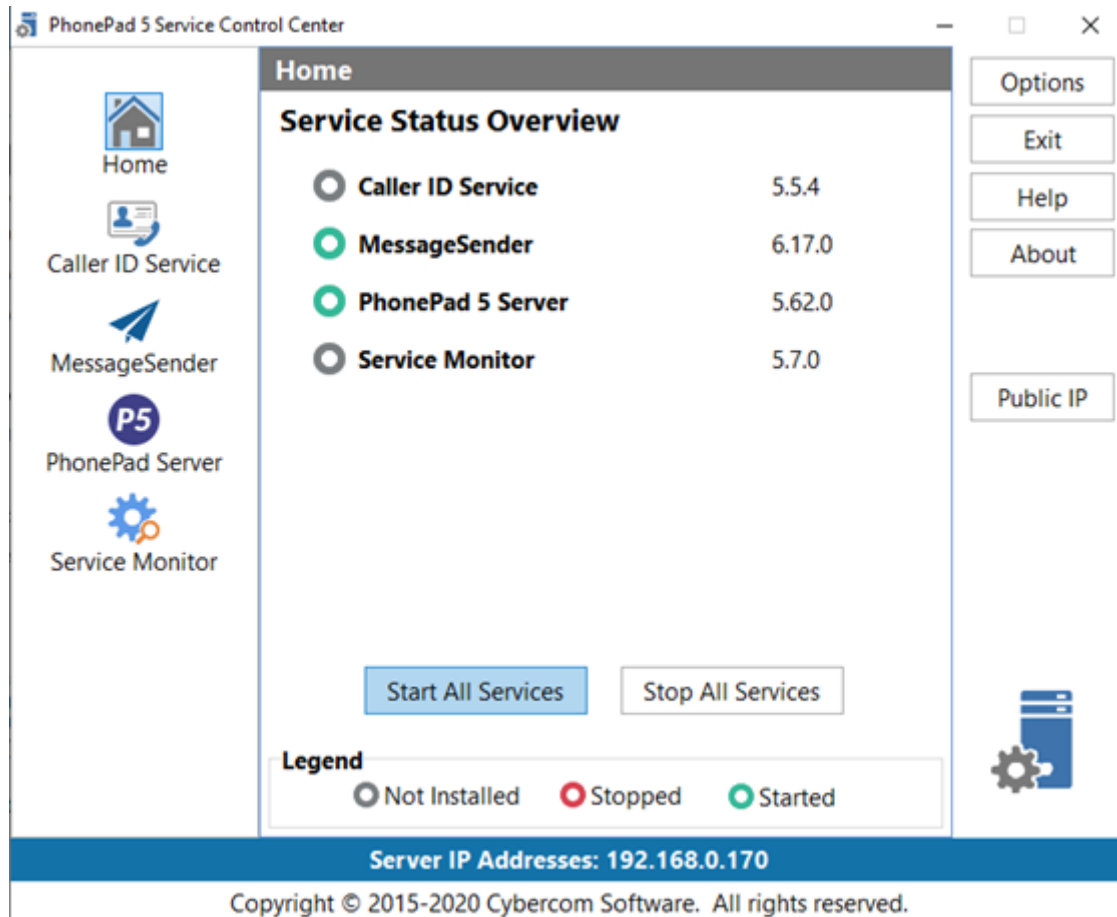 PhonePad 5 Service Control Center
Home
Caller ID Service
MessageSender
P5
PhonePad Server
Service Monitor
Home
Service Status Overview
Caller ID Service 5.5.4
MessageSender 6.17.0
PhonePad 5 Server 5.62.0
Service Monitor 5.7.0
Start All Services Stop All Services
Legend
Not Installed Stopped Started
Options
Exit
Help
About
Public IP
Server IP Addresses: 192.168.0.170
Copyright © 2015-2020 Cybercom Software. All rights reserved.